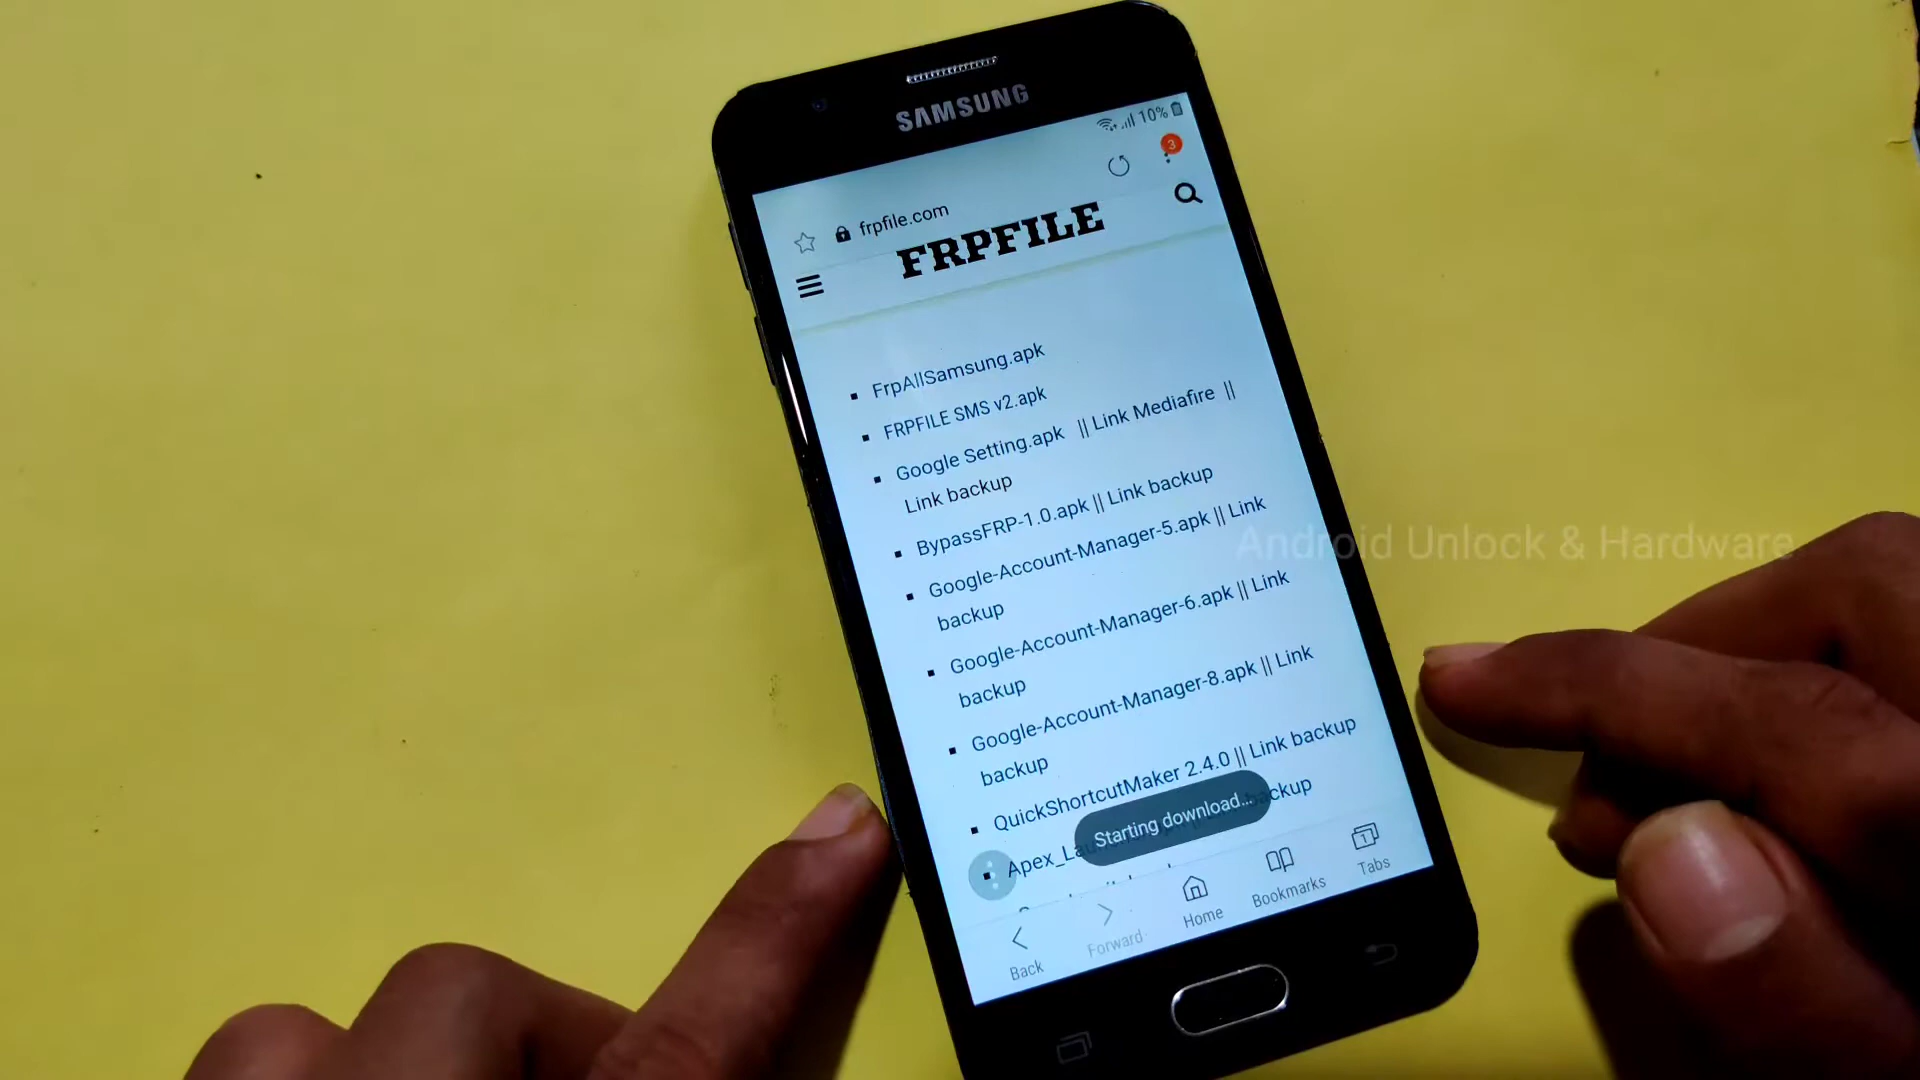 SAMSUNG
10%
3
frpfile.com
FRPFILE
FrpAllSamsung.apk
FRPFILE SMS v2.apk
Google Setting.apk || Link Mediafire ||
Link backup
BypassFRP-1.0.apk || Link backup
Google-Account-Manager-5.apk || Link
backup
Google-Account-Manager-6.apk || Link
backup
Google-Account-Manager-8.apk || Link
backup
QuickShortcutMaker 2.4.0 || Link backup
Starting download...
Back
Forward
Home
Bookmarks
1
Tabs
Android Unlock & Hardware